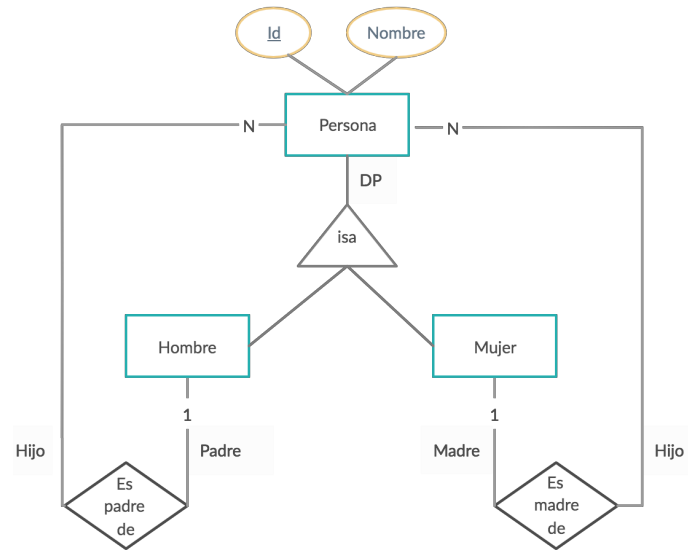 Id
Nombre
N
Persona
N
DP
isa
Hombre
Mujer
1
1
Hijo
Padre
Madre
Hijo
Es
padre
de
Es
madre
de